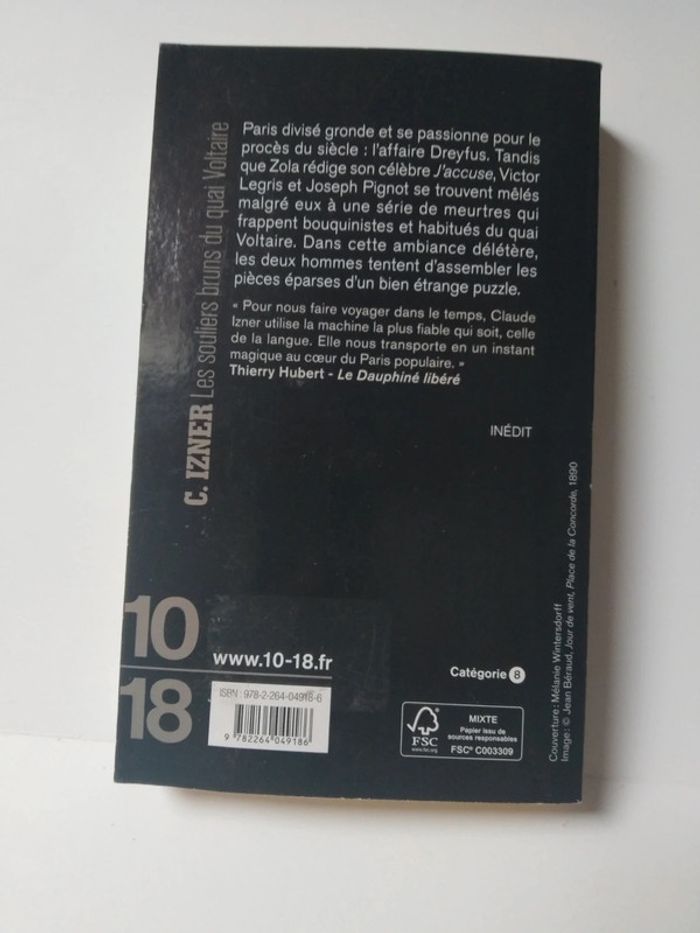 Paris divisé gronde et se passionne pour le
procès du siècle : l'affaire Dreyfus. Tandis
que Zola rédige son célèbre J'accuse, Victor
Legris et Joseph Pignot se trouvent mêlés
malgré eux à une série de meurtres qui
frappent bouquinistes et habitués du quai
Voltaire. Dans cette ambiance délétère,
les deux hommes tentent d'assembler les
pièces éparses d'un bien étrange puzzle.
« Pour nous faire voyager dans le temps, Claude
Izner utilise la machine la plus fiable qui soit, celle
de la langue. Elle nous transporte en un instant
magique au cœur du Paris populaire. »
Thierry Hubert - Le Dauphiné libéré
INÉDIT
C. IZNER Les souliers bruns du quai Voltaire
10
18
www.10-18.fr
Catégorie 8
ISBN : 978-2-264-04918-6
9 782264 049186
FSC
www.fsc.org
MIXTE
Papier issu de
sources responsables
FSC® C003309
Couverture : Mélanie Wintersdorff
Image : © Jean Béraud, Jour de vent, Place de la Concorde, 1890